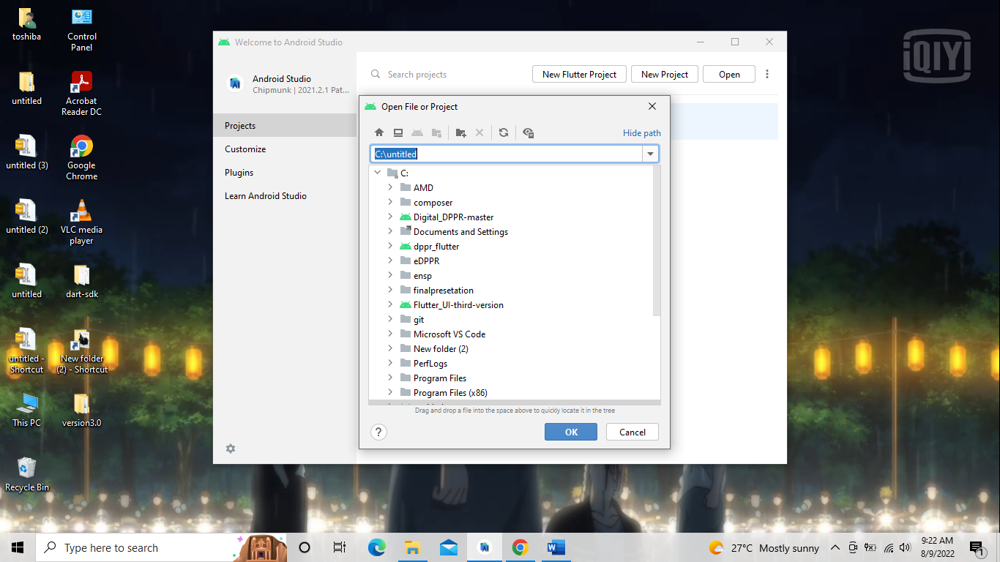 toshiba
Control
Panel
untitled
Acrobat
Reader DC
untitled (3)
Google
Chrome
untitled (2)
VLC media
player
untitled
dart-sdk
untitled -
Shortcut
New folder
(2) - Shortcut
This PC
version3.0
Recycle Bin
iQIYI
Welcome to Android Studio
Android Studio
Chipmunk | 2021.2.1 Pat...
Projects
Customize
Plugins
Learn Android Studio
Search projects
New Flutter Project
New Project
Open
Open File or Project
Hide path
C:\untitled
C:
AMD
composer
Digital_DPPR-master
Documents and Settings
dppr_flutter
eDPPR
ensp
finalpresetation
Flutter_UI-third-version
git
Microsoft VS Code
New folder (2)
PerfLogs
Program Files
Program Files (x86)
Drag and drop a file into the space above to quickly locate it in the tree
?
OK
Cancel
Type here to search
27°C Mostly sunny
9:22 AM
8/9/2022
1